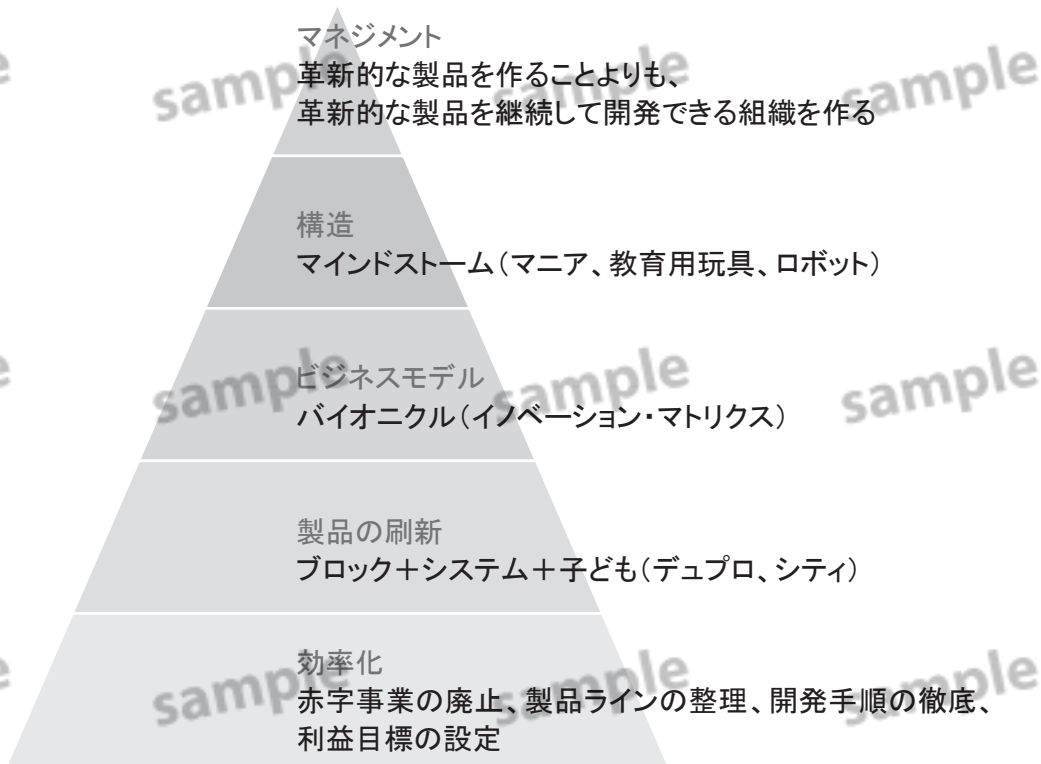 マネジメント
革新的な製品を作ることよりも、
革新的な製品を継続して開発できる組織を作る
sample sample sample
構造
マインドストーム（マニア、教育用玩具、ロボット）
ビジネスモデル
sample sample sample
バイオニクル（イノベーション・マトリクス）
製品の刷新
ブロック＋システム＋子ども（デュプロ、シティ）
効率化
sample sample sample
赤字事業の廃止、製品ラインの整理、開発手順の徹底、
利益目標の設定